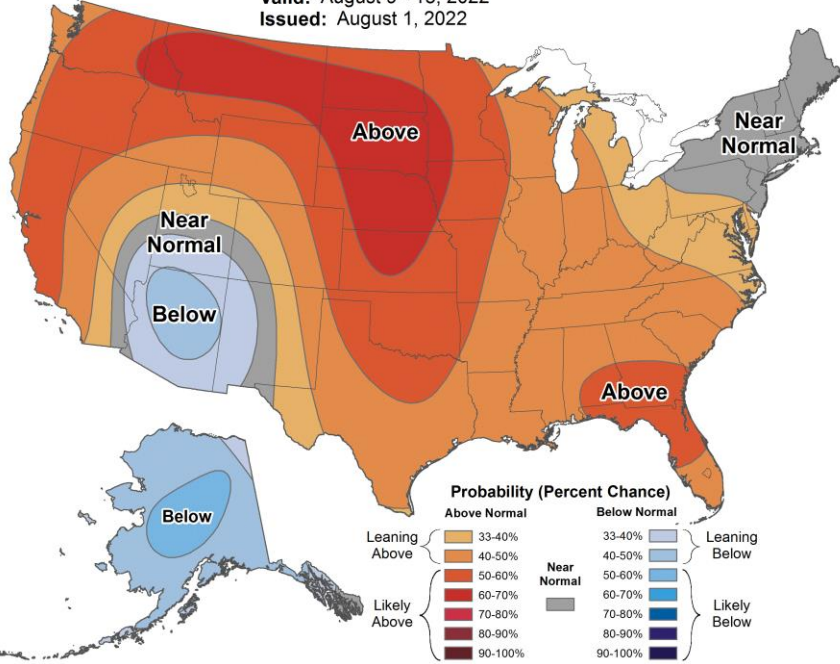 Issued: August 1, 2022
Above
Near
Normal
Near
Normal
Below
Above
Below
Probability (Percent Chance)
Above Normal
Below Normal
Leaning
Above
33-40%
40-50%
Likely
Above
50-60%
60-70%
70-80%
80-90%
90-100%
Near
Normal
33-40%
40-50%
Leaning
Below
50-60%
60-70%
70-80%
80-90%
90-100%
Likely
Below